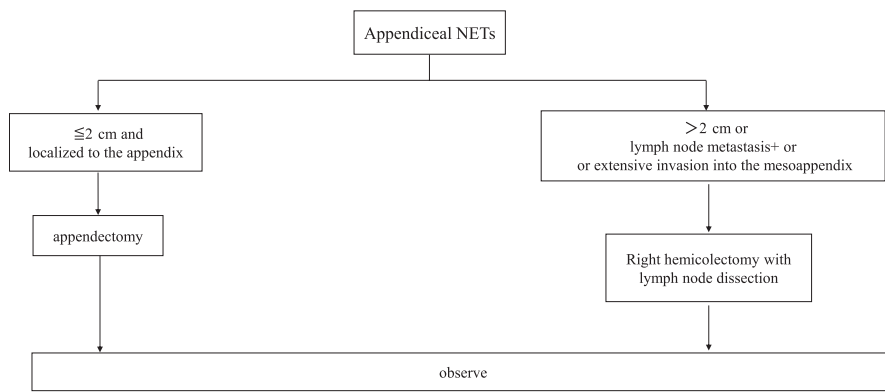 Appendiceal NETs
≦2 cm and
localized to the appendix
＞2 cm or
lymph node metastasis+ or
or extensive invasion into the mesoappendix
appendectomy
Right hemicolectomy with
lymph node dissection
observe